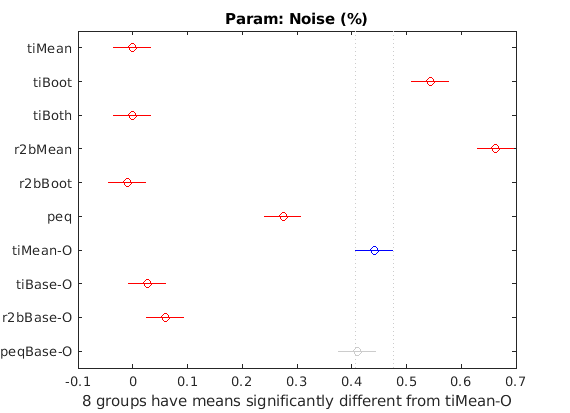 Param: Noise (%)
tiMean
tiBoot
tiBoth
r2bMean
r2bBoot
peq
tiMean-O
tiBase-O
r2bBase-O
peqBase-O
-0.1 0 0.1 0.2 0.3 0.4 0.5 0.6 0.7
8 groups have means significantly different from tiMean-O